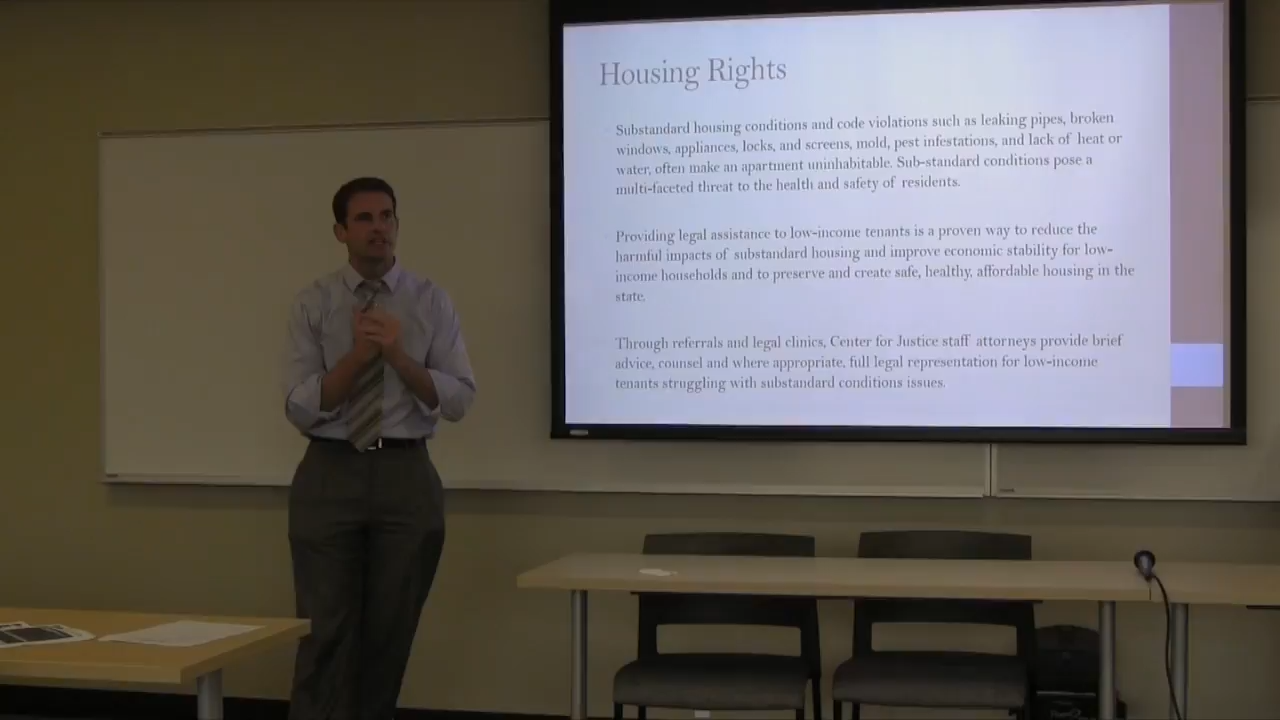 Housing Rights
Substandard housing conditions and code violations such as leaking pipes, broken
windows, appliances, locks, and screens, mold, pest infestations, and lack of heat or
water, often make an apartment uninhabitable. Sub-standard conditions pose a
multi-faceted threat to the health and safety of residents.
Providing legal assistance to low-income tenants is a proven way to reduce the
harmful impacts of substandard housing and improve economic stability for low-
income households and to preserve and create safe, healthy, affordable housing in the
state.
Through referrals and legal clinics, Center for Justice staff attorneys provide brief
advice, counsel and where appropriate, full legal representation for low-income
tenants struggling with substandard conditions issues.